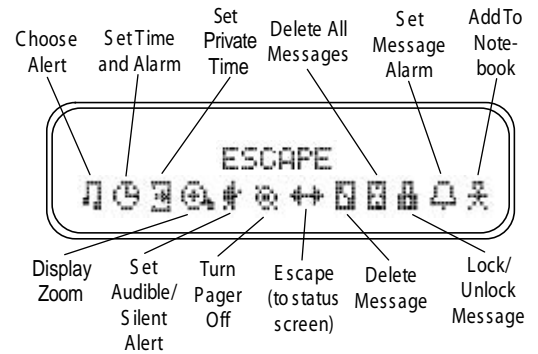 Choose
Alert
Set Time
and Alarm
Set
Private
Time
Delete All
Messages
Set
Message
Alarm
Add To
Note-
book
ESCAPE
Display
Zoom
Set
Audible/
Silent
Alert
Turn
Pager
Off
Escape
(to status
screen)
Delete
Message
Lock/
Unlock
Message